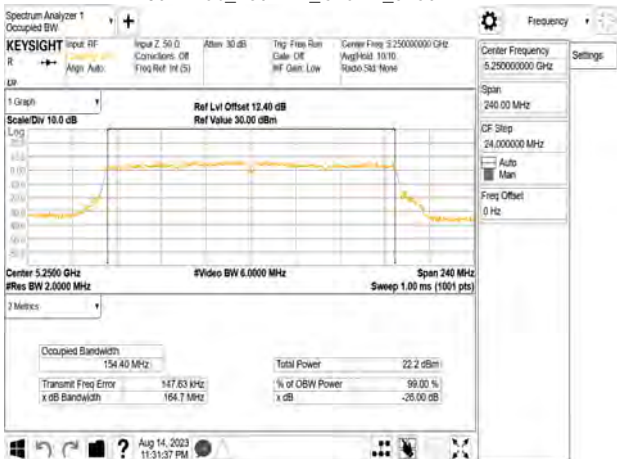 Spectrum Analyzer 1
Occupied BW
Frequency
KEYSIGHT Input: RF
R
Align: Auto
Input Z: 50 Ω
Corrections: Off
Freq Ref: Int (S)
Atten: 30 dB
Trig: Free Run
Gate: Off
#IF Gain: Low
Center Freq: 5.250000000 GHz
Avg|Hold: 10/10
Radio Std: None
Center Frequency
5.250000000 GHz
Settings
Span
240.00 MHz
CF Step
24.000000 MHz
Auto
Man
Freq Offset
0 Hz
1 Graph
Scale/Div 10.0 dB
Log
Ref Lvl Offset 12.40 dB
Ref Value 30.00 dBm
Center 5.2500 GHz
#Res BW 2.0000 MHz
#Video BW 6.0000 MHz
Span 240 MHz
Sweep 1.00 ms (1001 pts)
2 Metrics
Occupied Bandwidth
154.40 MHz
Total Power
22.2 dBm
Transmit Freq Error
147.63 kHz
% of OBW Power
99.00 %
x dB Bandwidth
164.7 MHz
x dB
-26.00 dB
?
Aug 14, 2023
11:31:37 PM